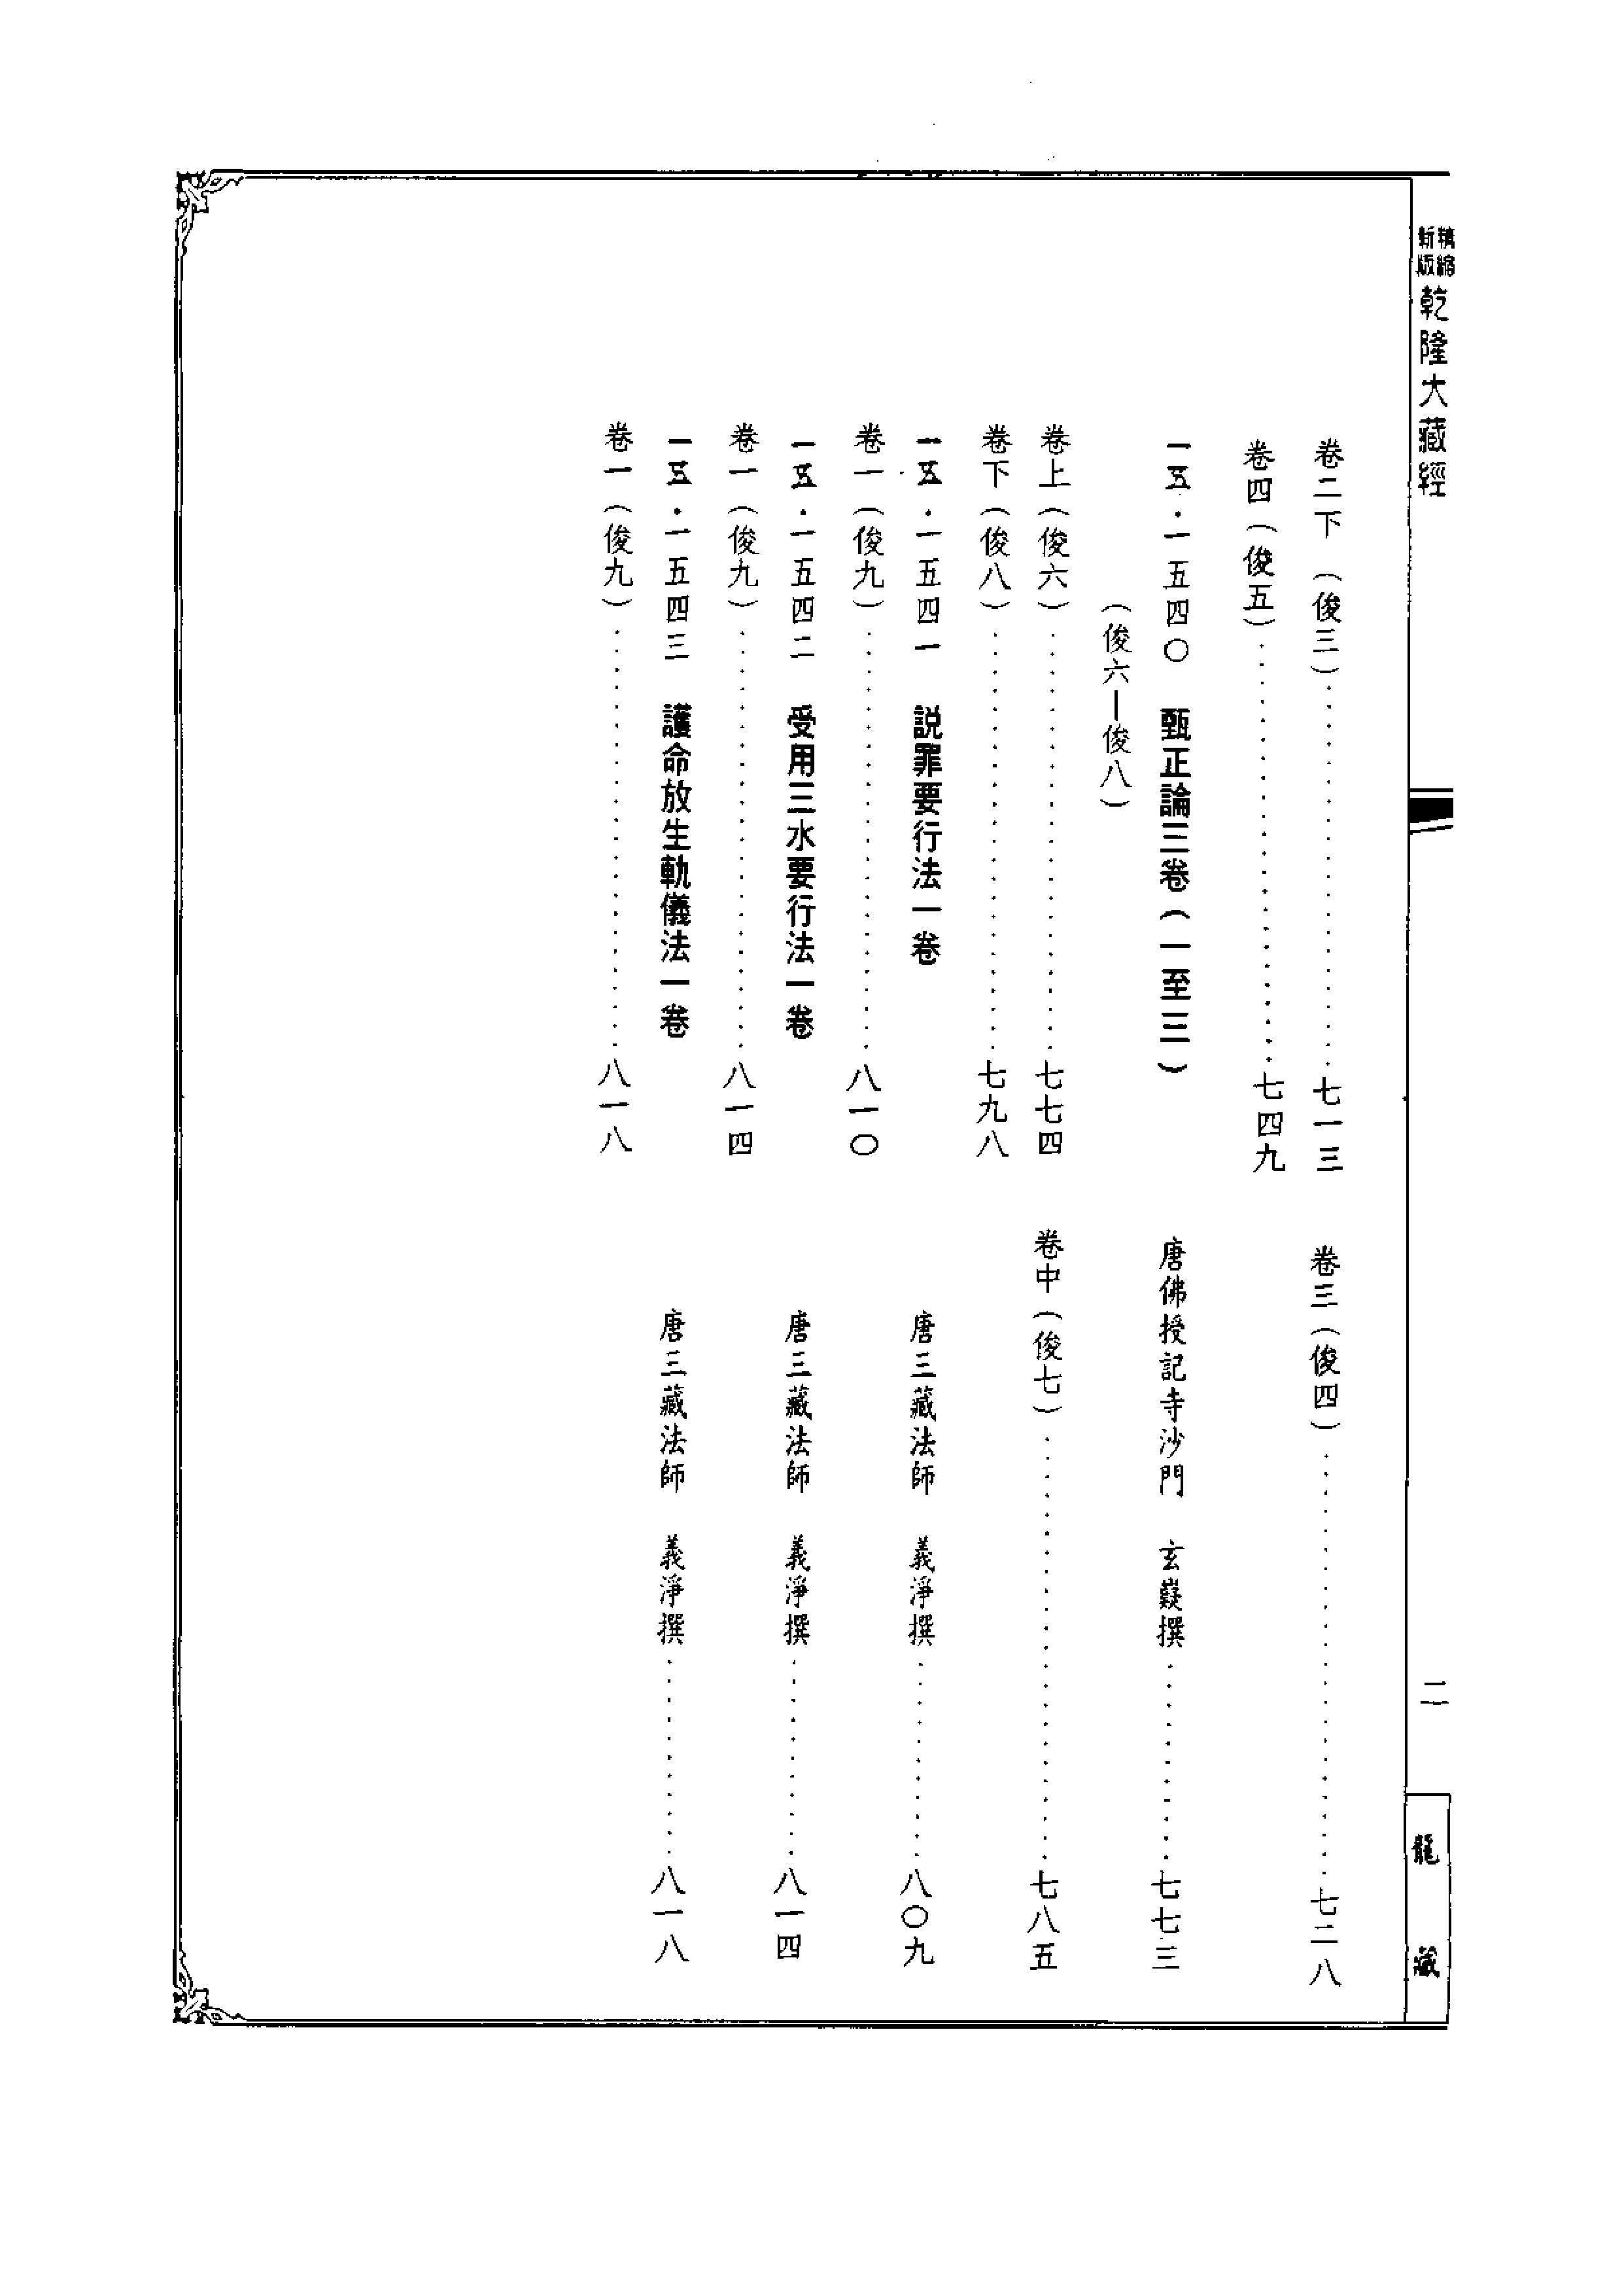 精縮
新版
乾隆大藏經
二
龍藏
卷二下（俊三）……七一三
卷三（俊四）……七二八
卷四（俊五）……七四九
一五·一五四〇 甄正論三卷（一至三） 唐佛授記寺沙門 玄嶷撰……七七三
（俊六—俊八）
卷上（俊六）……七七四
卷中（俊七）……七八五
卷下（俊八）……七九八
一五·一五四一 説罪要行法一卷 唐三藏法師 義淨撰……八〇九
卷一（俊九）……八一〇
一五·一五四二 受用三水要行法一卷 唐三藏法師 義淨撰……八一四
卷一（俊九）……八一四
一五·一五四三 護命放生軌儀法一卷 唐三藏法師 義淨撰……八一八
卷一（俊九）……八一八